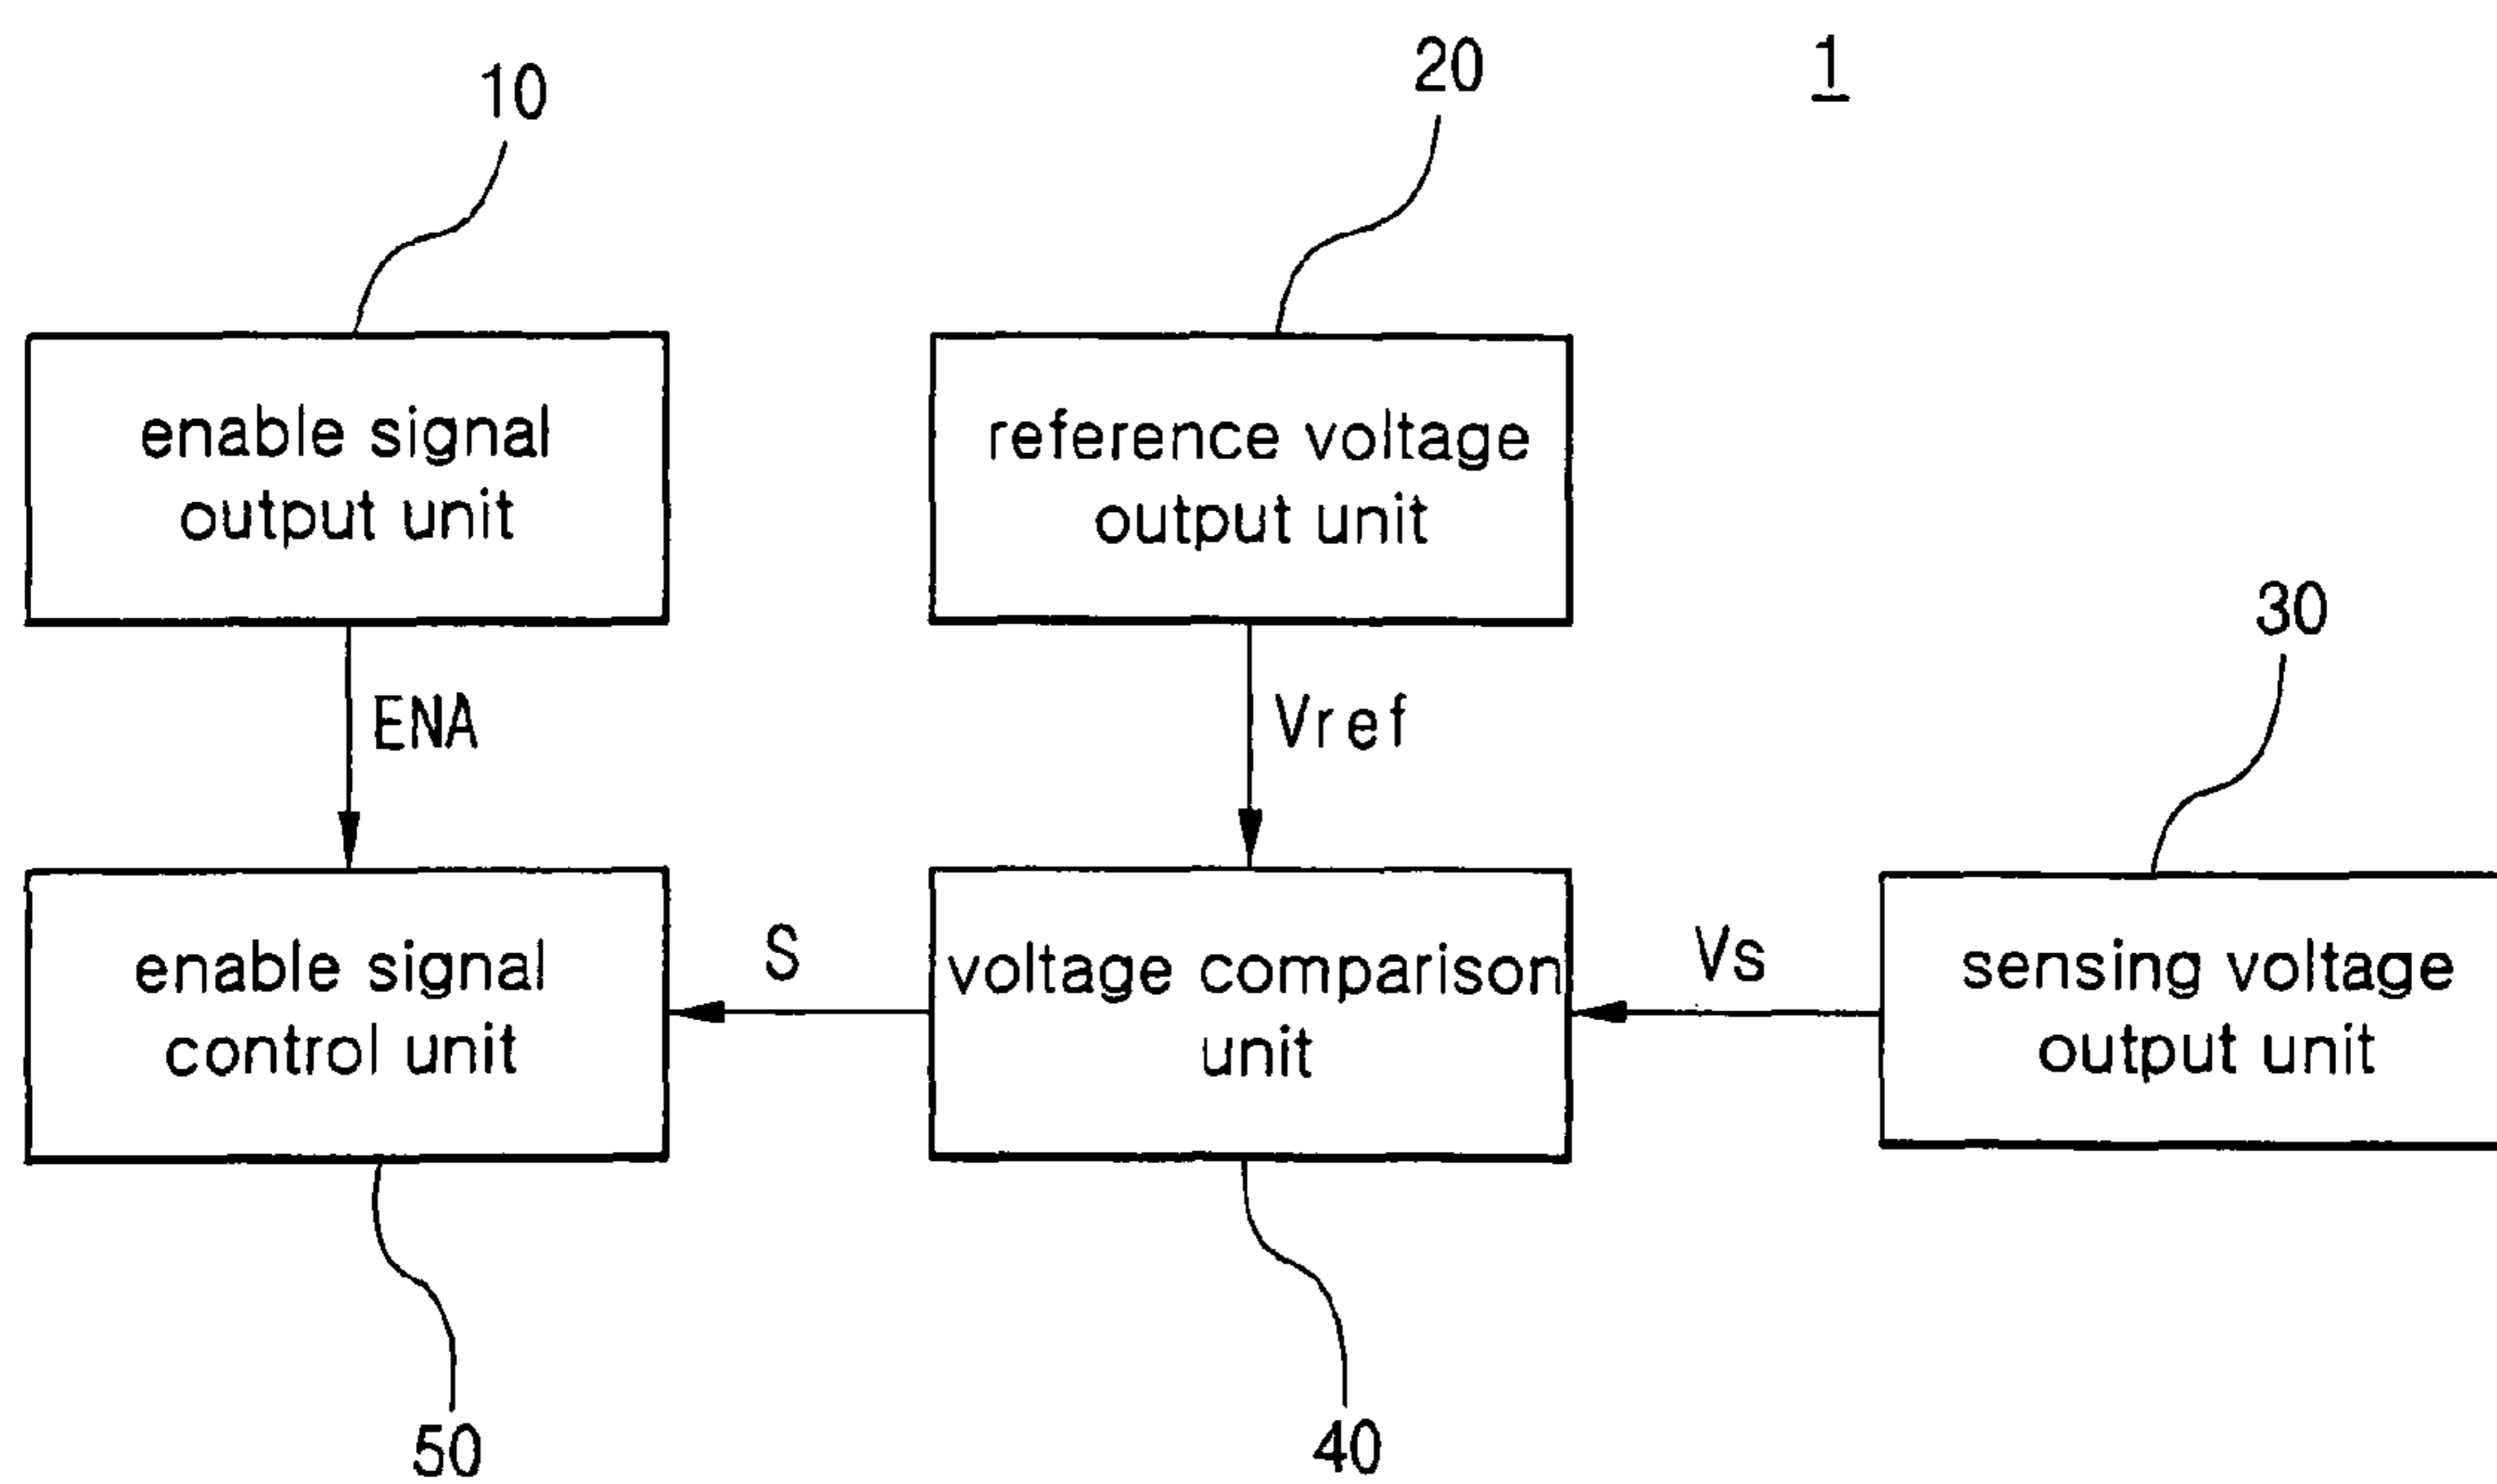 10
20
1
enable signal
output unit
reference voltage
output unit
30
ENA
Vref
enable signal
control unit
S
voltage comparison
unit
Vs
sensing voltage
output unit
50
40